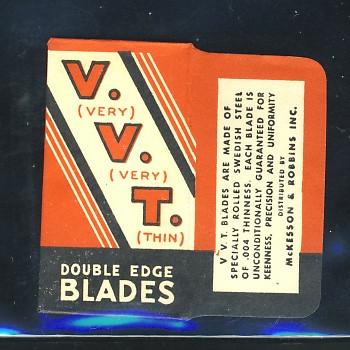 V.
(VERY)
V.
(VERY)
T.
(THIN)
DOUBLE EDGE
BLADES
V.V.T. BLADES ARE MADE OF
SPECIALLY ROLLED SWEDISH STEEL
OF .004 THINNESS. EACH BLADE IS
UNCONDITIONALLY GUARANTEED FOR
KEENNESS, PRECISION AND UNIFORMITY
DISTRIBUTED BY
McKESSON & ROBBINS INC.